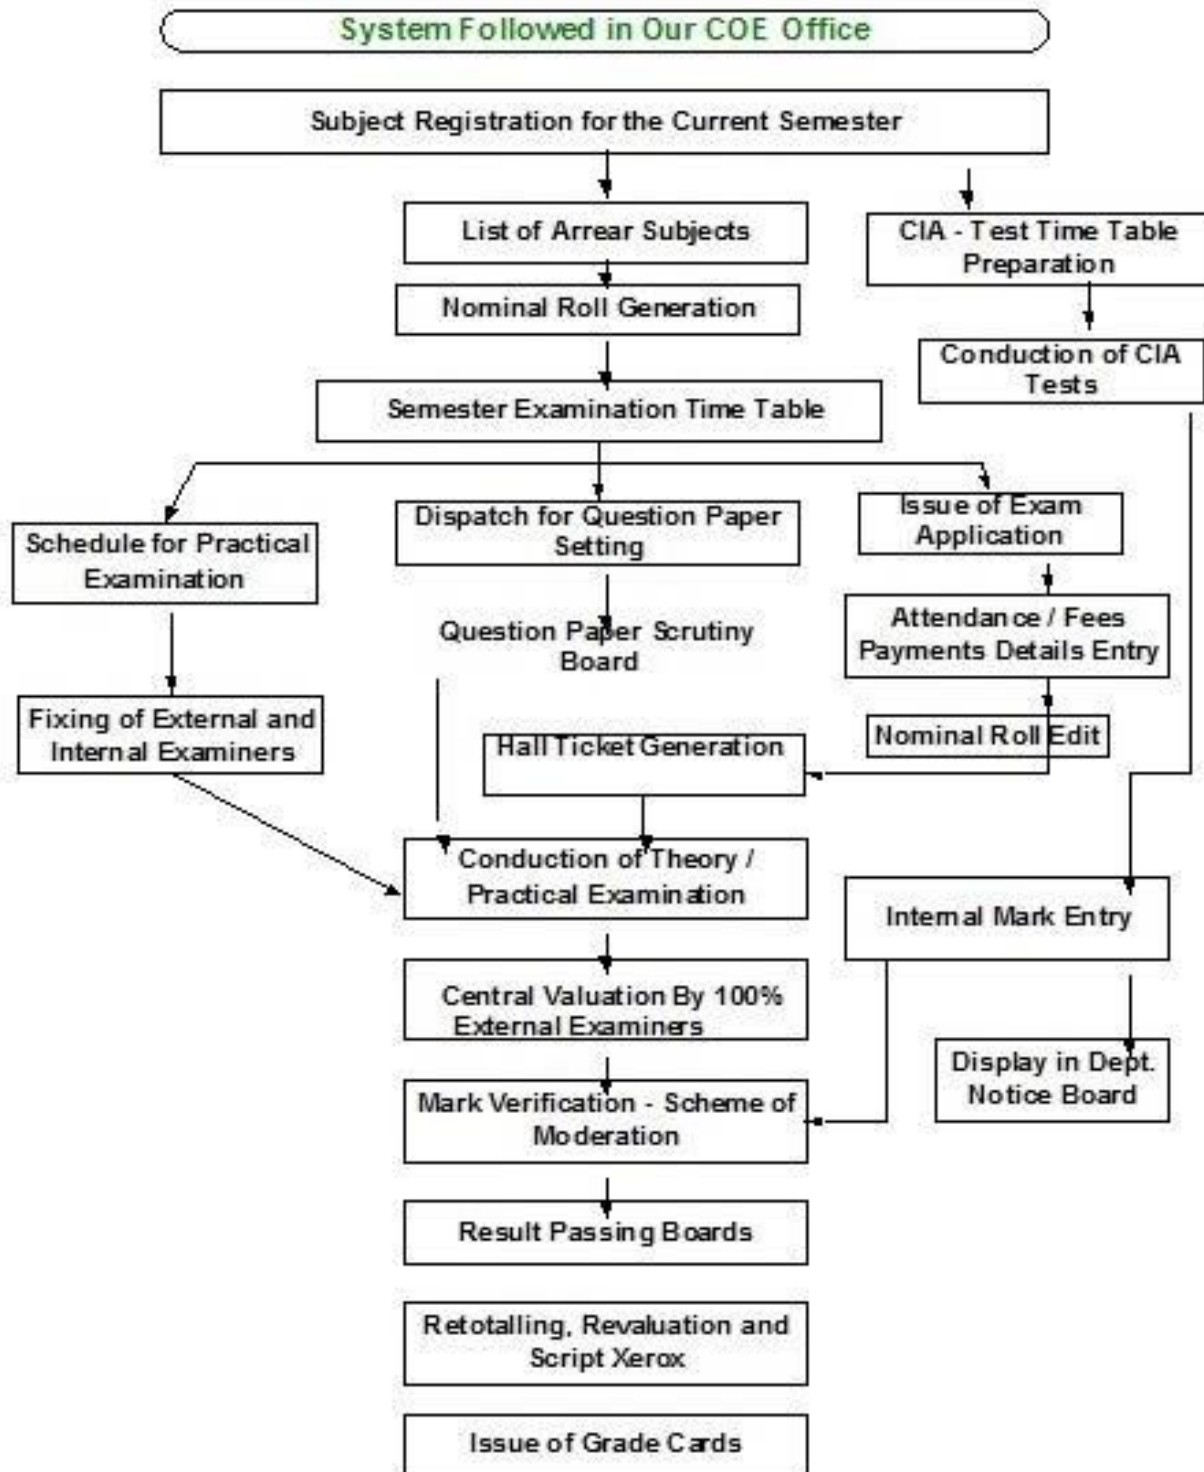 System Followed in Our COE Office
Subject Registration for the Current Semester
List of Arrear Subjects
CIA - Test Time Table
Preparation
Nominal Roll Generation
Conduction of CIA
Tests
Semester Examination Time Table
Schedule for Practical
Examination
Dispatch for Question Paper
Setting
Issue of Exam
Application
Question Paper Scrutiny
Board
Attendance / Fees
Payments Details Entry
Fixing of External and
Internal Examiners
Hall Ticket Generation
Nominal Roll Edit
Conduction of Theory /
Practical Examination
Internal Mark Entry
Central Valuation By 100%
External Examiners
Display in Dept.
Notice Board
Mark Verification - Scheme of
Moderation
Result Passing Boards
Retotalling, Revaluation and
Script Xerox
Issue of Grade Cards